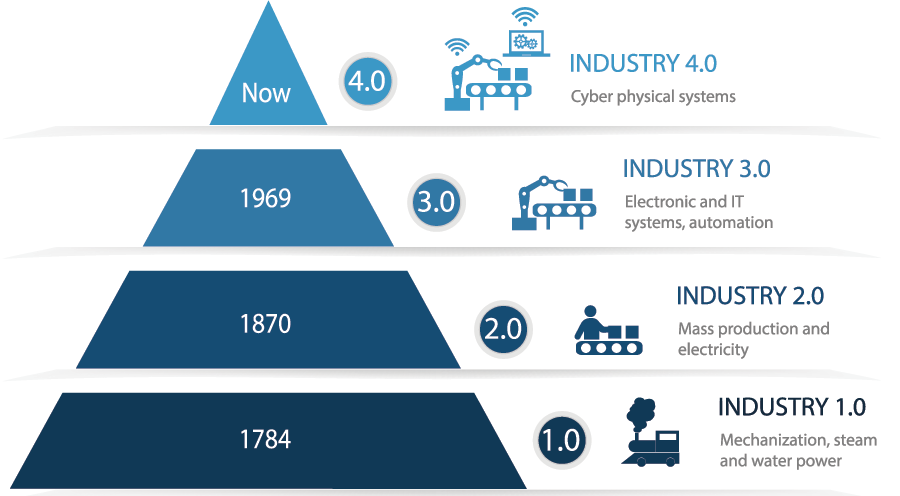 Now
4.0
INDUSTRY 4.0
Cyber physical systems
1969
3.0
INDUSTRY 3.0
Electronic and IT
systems, automation
1870
2.0
INDUSTRY 2.0
Mass production and
electricity
1784
1.0
INDUSTRY 1.0
Mechanization, steam
and water power